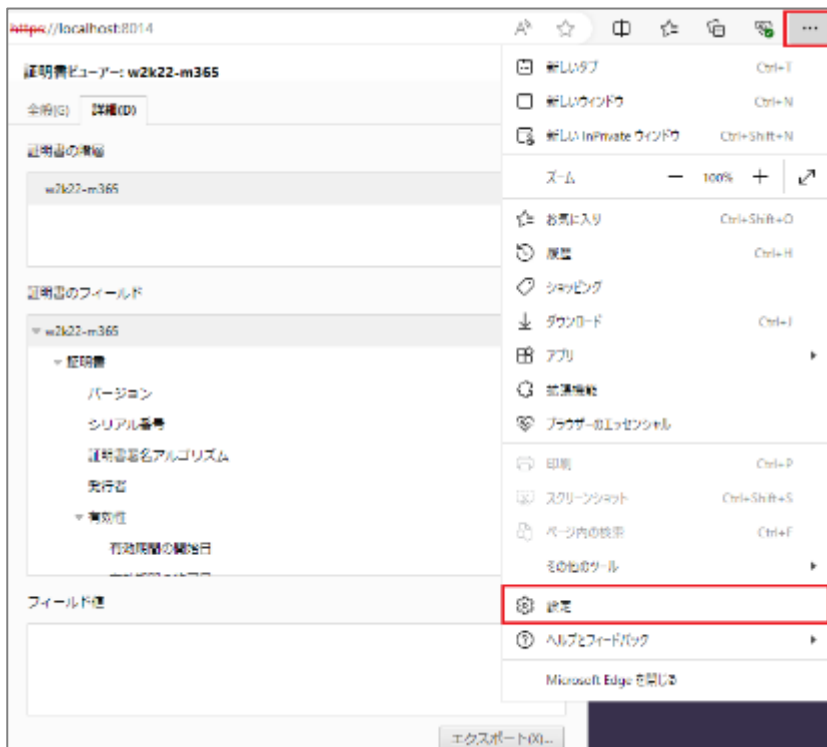 https://localhost:8014
証明書ビューアー: w2k22-m365
全般(G) 詳細(D)
証明書の階層
w2k22-m365
証明書のフィールド
w2k22-m365
証明書
バージョン
シリアル番号
証明書署名アルゴリズム
発行者
有効性
有効期間の開始日
フィールド値
エクスポート(X)...
新しいタブ Ctrl+T
新しいウィンドウ Ctrl+N
新しい InPrivate ウィンドウ Ctrl+Shift+N
ズーム 100%
お気に入り Ctrl+Shift+O
履歴 Ctrl+H
ショッピング
ダウンロード Ctrl+J
アプリ
拡張機能
ブラウザーのエッセンシャル
印刷 Ctrl+P
スクリーンショット Ctrl+Shift+S
ページ内の検索 Ctrl+F
その他のツール
設定
ヘルプとフィードバック
Microsoft Edge を閉じる